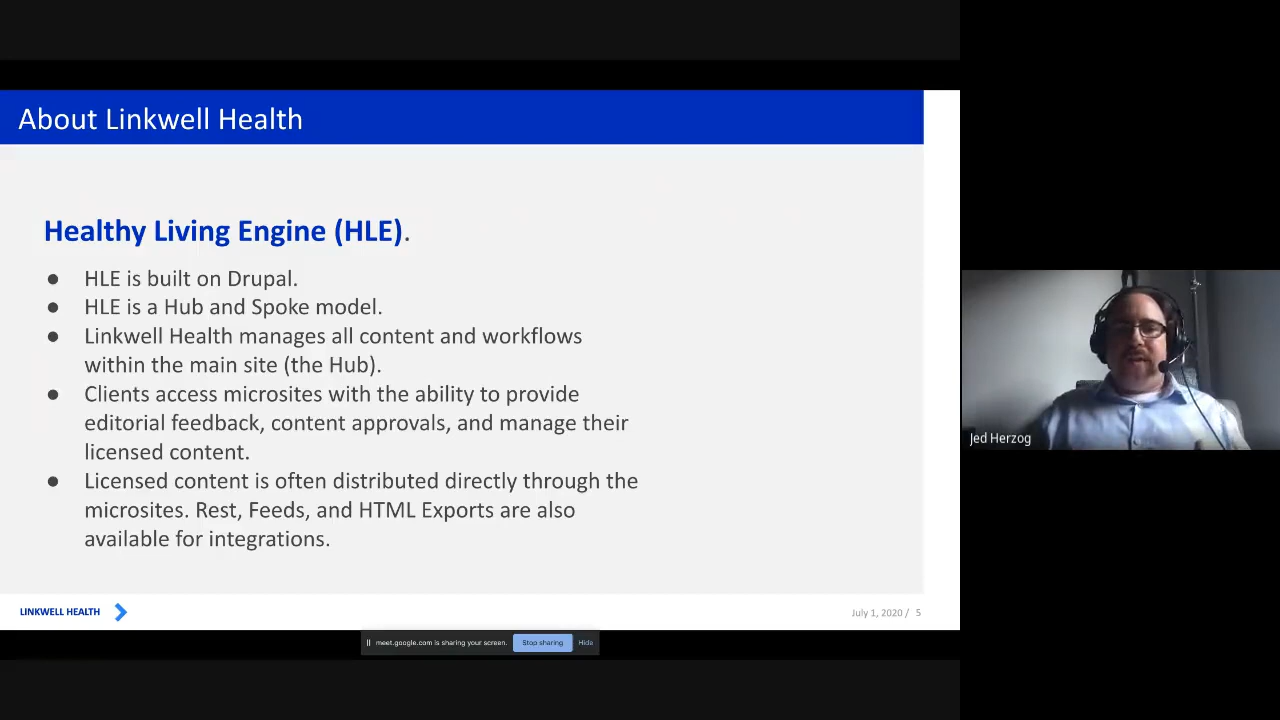 About Linkwell Health
Healthy Living Engine (HLE).
● HLE is built on Drupal.
● HLE is a Hub and Spoke model.
● Linkwell Health manages all content and workflows
within the main site (the Hub).
● Clients access microsites with the ability to provide
editorial feedback, content approvals, and manage their
licensed content.
● Licensed content is often distributed directly through the
microsites. Rest, Feeds, and HTML Exports are also
available for integrations.
LINKWELL HEALTH
July 1, 2020 / 5
meet.google.com is sharing your screen. Stop sharing Hide
Jed Herzog